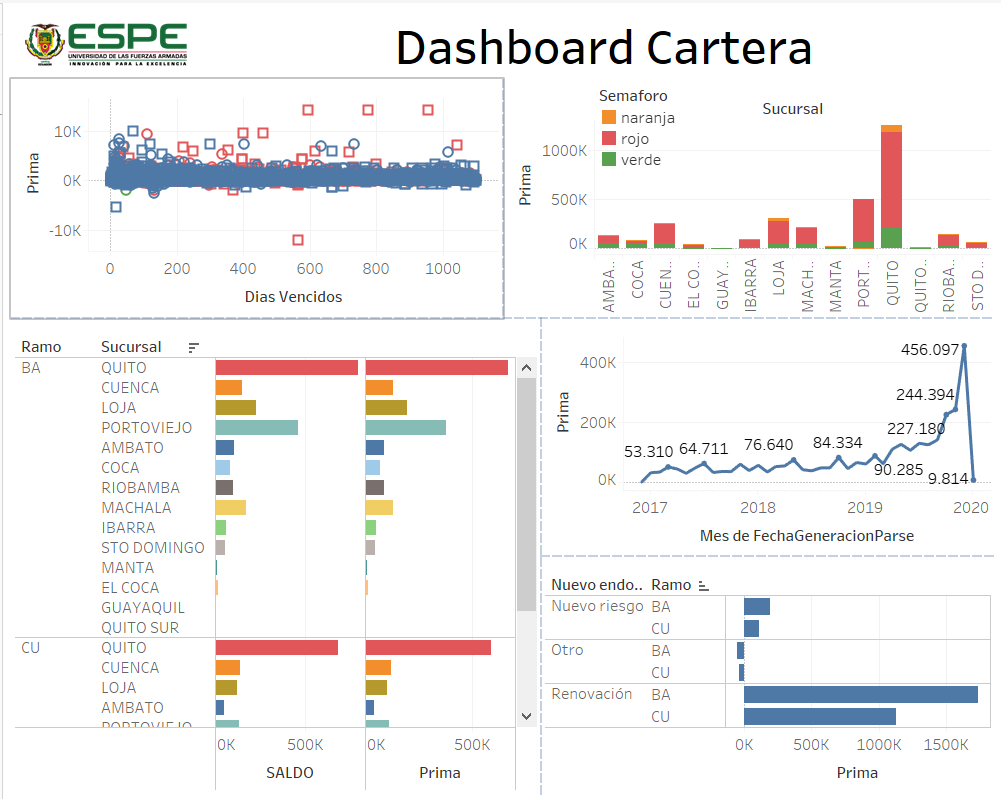 ESPE
UNIVERSIDAD DE LAS FUERZAS ARMADAS
INNOVACIÓN PARA LA EXCELENCIA
Dashboard Cartera
10K
0K
-10K
Prima
0 200 400 600 800 1000
Dias Vencidos
Semaforo
naranja
rojo
verde
Sucursal
1000K
500K
0K
Prima
AMBA..
COCA
CUEN..
EL CO..
GUAY..
IBARRA
LOJA
MACH..
MANTA
PORT..
QUITO
QUITO..
RIOBA..
STO D..
Ramo Sucursal
BA QUITO
CUENCA
LOJA
PORTOVIEJO
AMBATO
COCA
RIOBAMBA
MACHALA
IBARRA
STO DOMINGO
MANTA
EL COCA
GUAYAQUIL
QUITO SUR
CU QUITO
CUENCA
LOJA
AMBATO
PORTOVIEJO
0K 500K 0K 500K
SALDO Prima
400K
200K
0K
Prima
456.097
244.394
227.180
53.310 64.711 76.640 84.334
90.285
9.814
2017 2018 2019 2020
Mes de FechaGeneracionParse
Nuevo endo.. Ramo
Nuevo riesgo BA
CU
Otro BA
CU
Renovación BA
CU
0K 500K 1000K 1500K
Prima